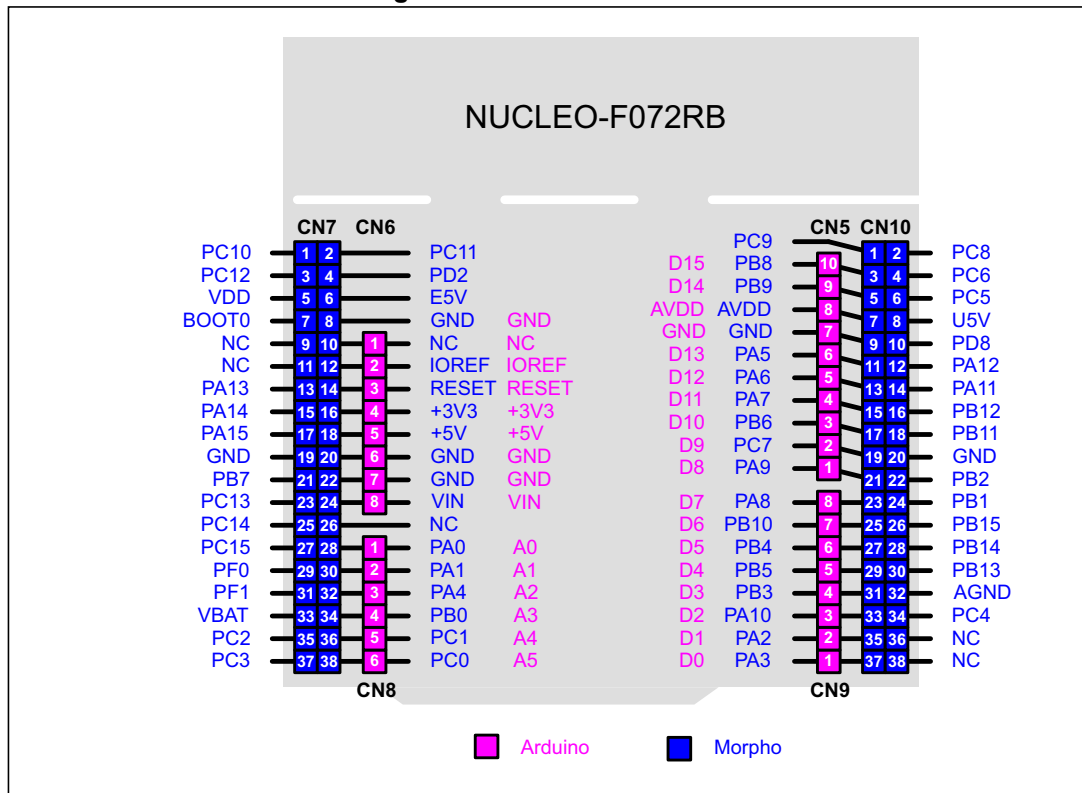 NUCLEO-F072RB
CN7 CN6 CN5 CN10
PC9
PC10 1 2 PC11 1 2 PC8
D15 PB8 10
PC12 3 4 PD2 3 4 PC6
D14 PB9 9
VDD 5 6 E5V 5 6 PC5
AVDD AVDD 8
BOOT0 7 8 GND GND 7 8 U5V
GND GND 7
NC 9 10 1 NC NC 9 10 PD8
D13 PA5 6
NC 11 12 2 IOREF IOREF 11 12 PA12
D12 PA6 5
PA13 13 14 3 RESET RESET 13 14 PA11
D11 PA7 4
PA14 15 16 4 +3V3 +3V3 15 16 PB12
D10 PB6 3
PA15 17 18 5 +5V +5V 17 18 PB11
D9 PC7 2
GND 19 20 6 GND GND 19 20 GND
D8 PA9 1
PB7 21 22 7 GND GND 21 22 PB2
PC13 23 24 8 VIN VIN D7 PA8 8 23 24 PB1
PC14 25 26 NC D6 PB10 7 25 26 PB15
PC15 27 28 1 PA0 A0 D5 PB4 6 27 28 PB14
PF0 29 30 2 PA1 A1 D4 PB5 5 29 30 PB13
PF1 31 32 3 PA4 A2 D3 PB3 4 31 32 AGND
VBAT 33 34 4 PB0 A3 D2 PA10 3 33 34 PC4
PC2 35 36 5 PC1 A4 D1 PA2 2 35 36 NC
PC3 37 38 6 PC0 A5 D0 PA3 1 37 38 NC
CN8 CN9
Arduino Morpho